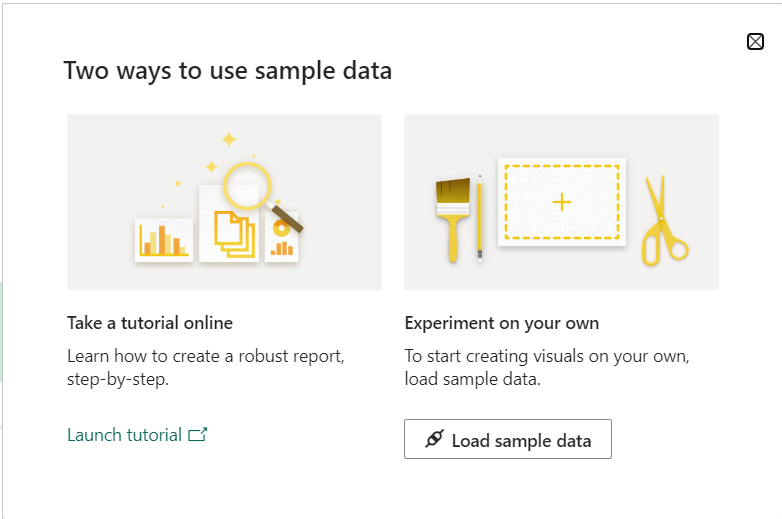 Two ways to use sample data
Take a tutorial online
Learn how to create a robust report,
step-by-step.
Launch tutorial
Experiment on your own
To start creating visuals on your own,
load sample data.
Load sample data